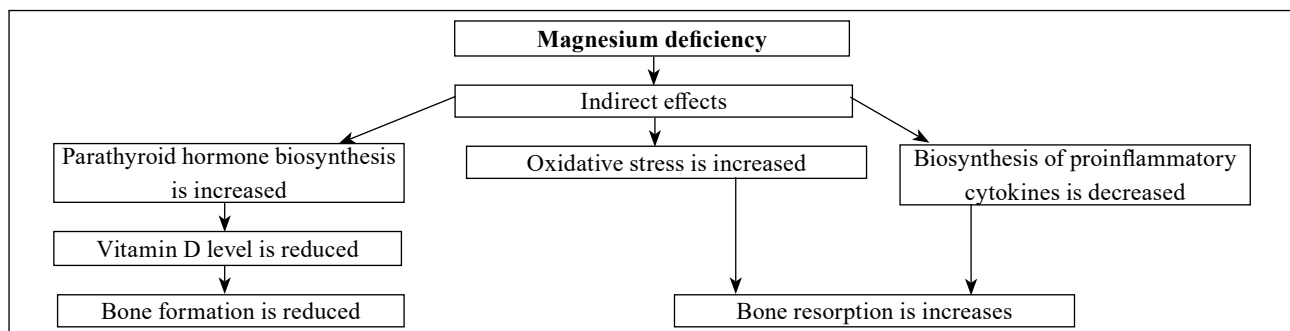 Magnesium deficiency
Indirect effects
Parathyroid hormone biosynthesis
is increased
Oxidative stress is increased
Biosynthesis of proinflammatory
cytokines is decreased
Vitamin D level is reduced
Bone formation is reduced
Bone resorption is increases